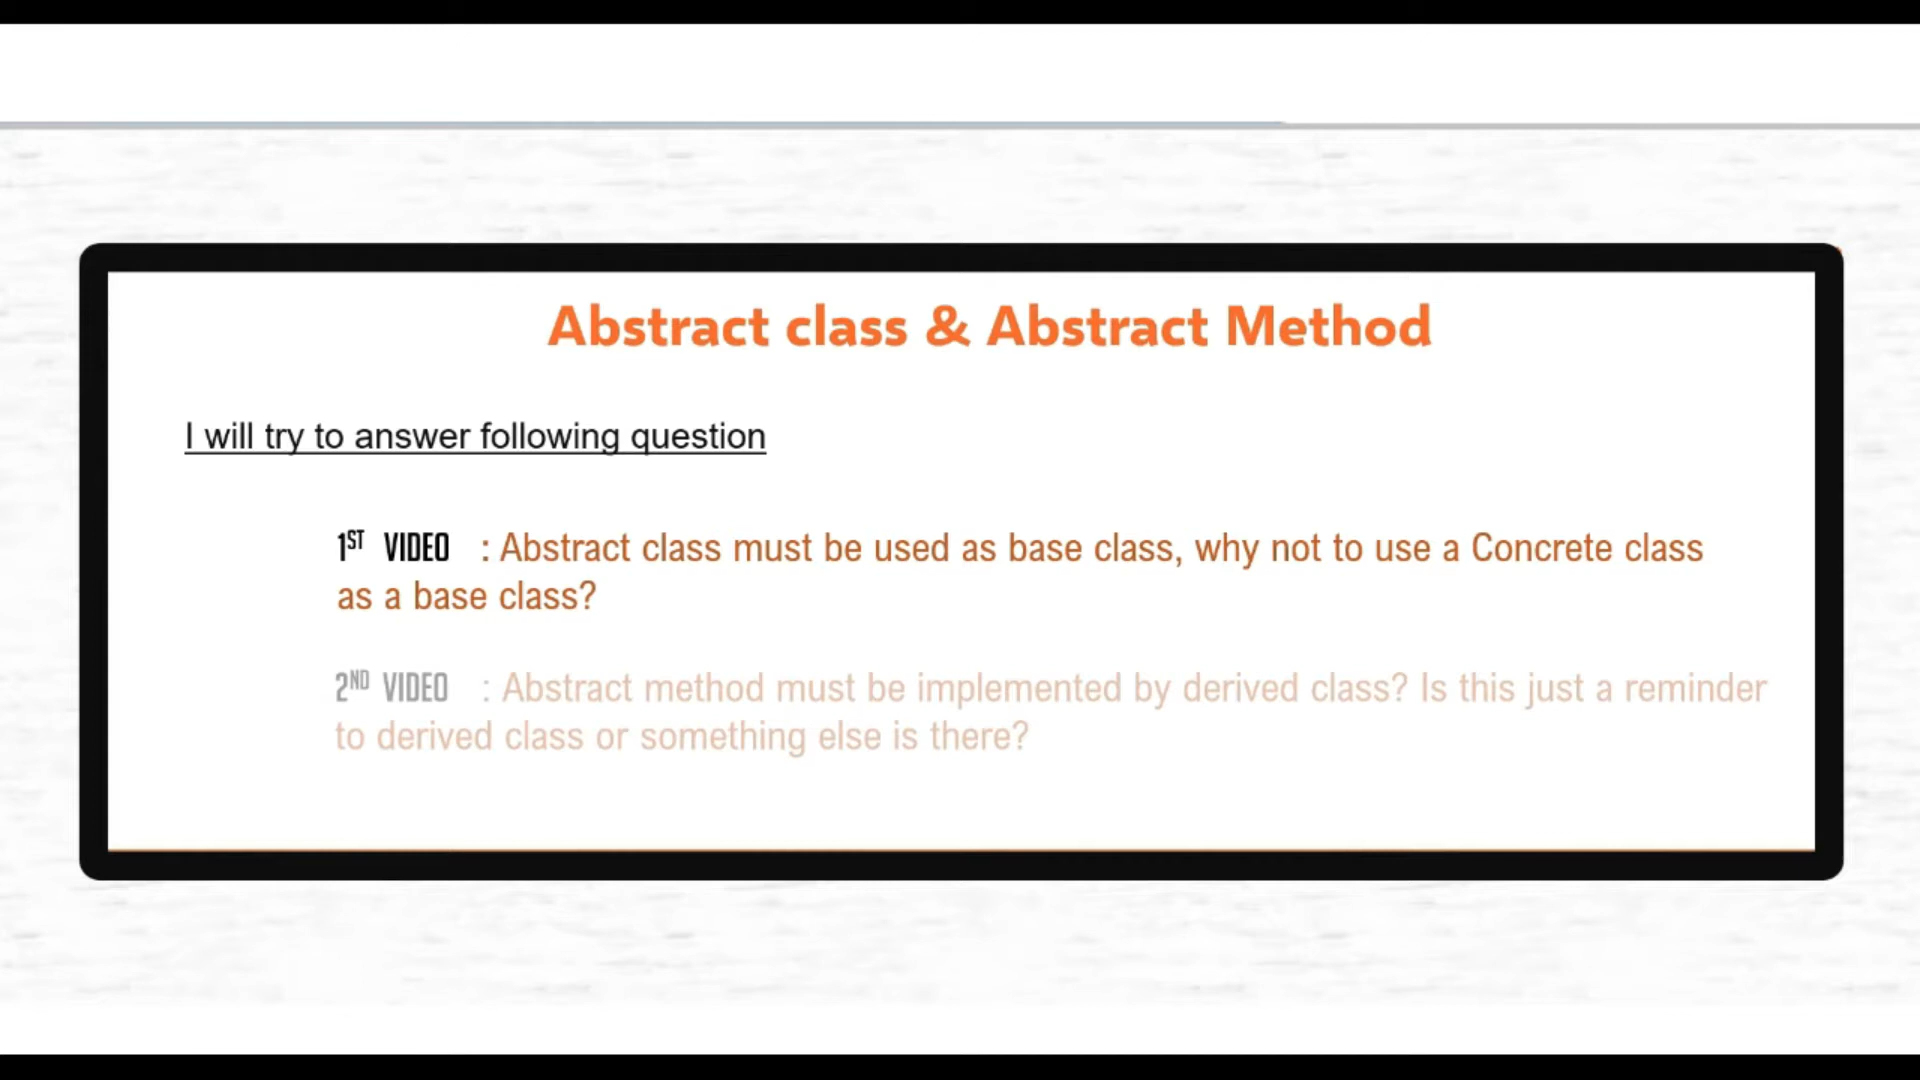 Abstract class & Abstract Method
I will try to answer following question
1ST VIDEO : Abstract class must be used as base class, why not to use a Concrete class
as a base class?
2ND VIDEO : Abstract method must be implemented by derived class? Is this just a reminder
to derived class or something else is there?